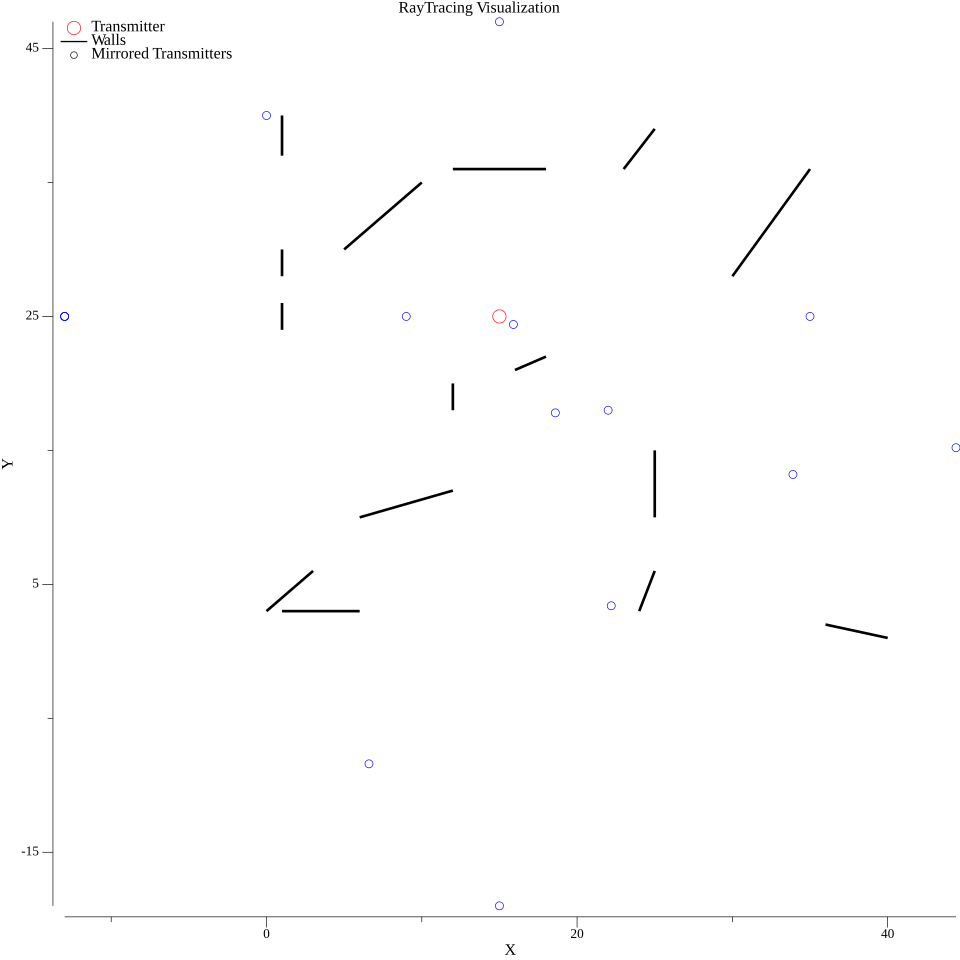 RayTracing Visualization
Transmitter
Walls
Mirrored Transmitters
45
25
5
-15
Y
0
20
40
X